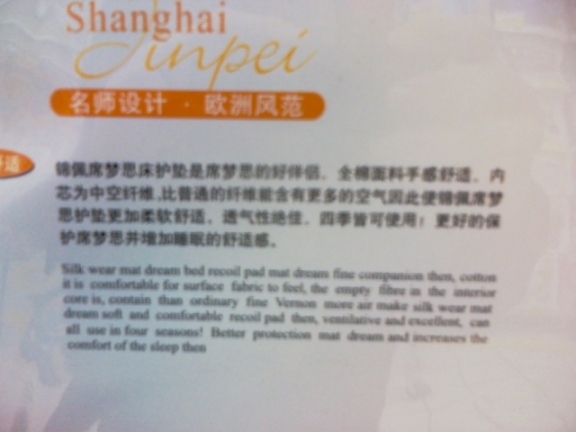 Shanghai
Jinpei
名师设计 · 欧洲风范
适
锦佩席梦思床护垫是席梦思的好伴侣。全棉面料手感舒适。内
芯为中空纤维,比普通的纤维能含有更多的空气因此使锦佩席梦
思护垫更加柔软舒适，透气性绝佳．四季皆可使用！更好的保
护席梦思并增加睡眠的舒适感。
Silk wear mat dream bed recoil pad mat dream fine companion then, cotton
it is comfortable for surface fabric to feel, the empty fibre in the interior
core is, contain than ordinary fine Vernon more air make silk wear mat
dream soft and comfortable recoil pad then, ventilative and excellent, can
all use in four seasons! Better protection mat dream and increases the
comfort of the sleep then